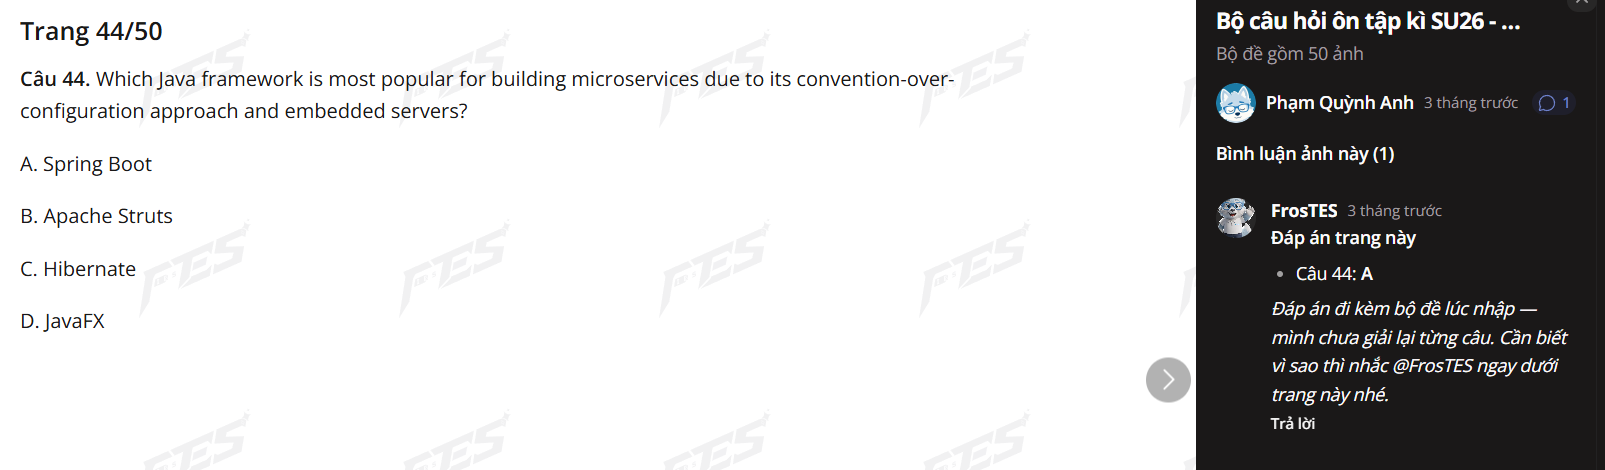 Trang 44/50
Câu 44. Which Java framework is most popular for building microservices due to its convention-over-
configuration approach and embedded servers?
A. Spring Boot
B. Apache Struts
C. Hibernate
D. JavaFX
Bộ câu hỏi ôn tập kì SU26 - ...
Bộ đề gồm 50 ảnh
Phạm Quỳnh Anh 3 tháng trước 1
Bình luận ảnh này (1)
FrosTES 3 tháng trước
Đáp án trang này
• Câu 44: A
Đáp án đi kèm bộ đề lúc nhập —
mình chưa giải lại từng câu. Cần biết
vì sao thì nhắc @FrosTES ngay dưới
trang này nhé.
Trả lời